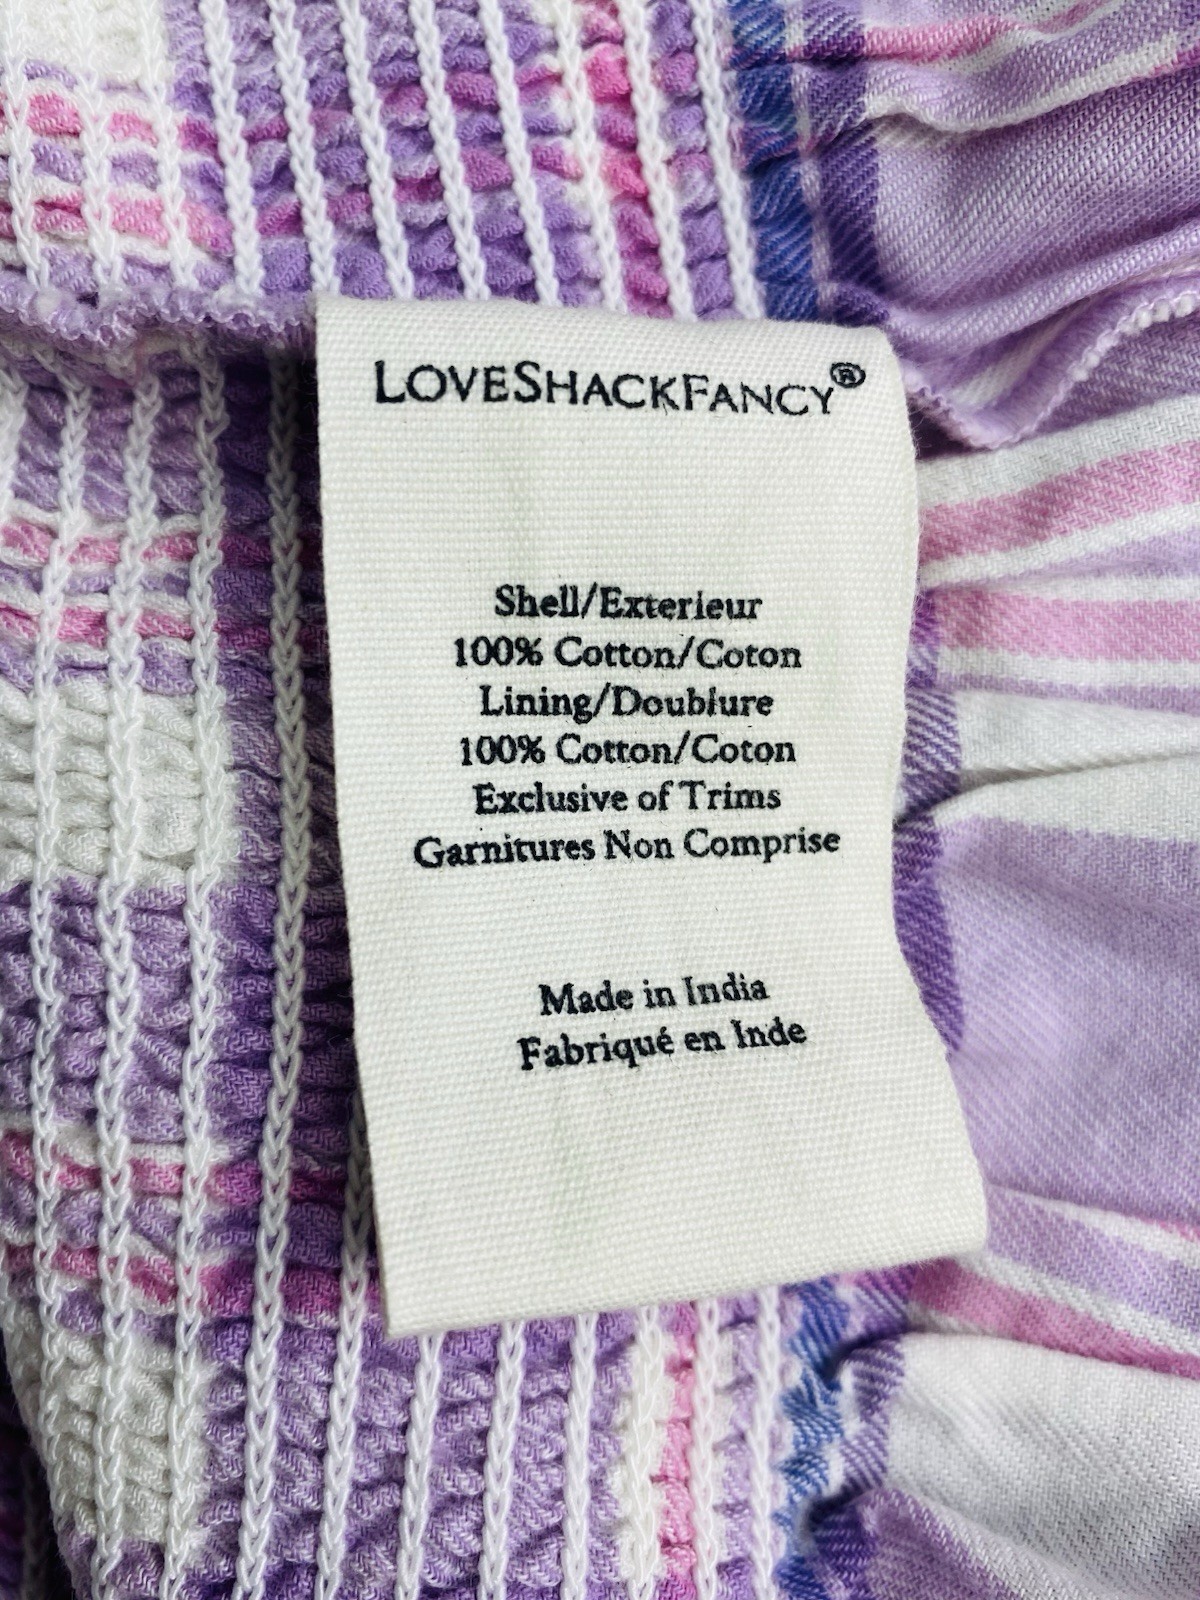 LOVESHACKFANCY®
Shell/Exterieur
100% Cotton/Coton
Lining/Doublure
100% Cotton/Coton
Exclusive of Trims
Garnitures Non Comprise
Made in India
Fabriqué en Inde